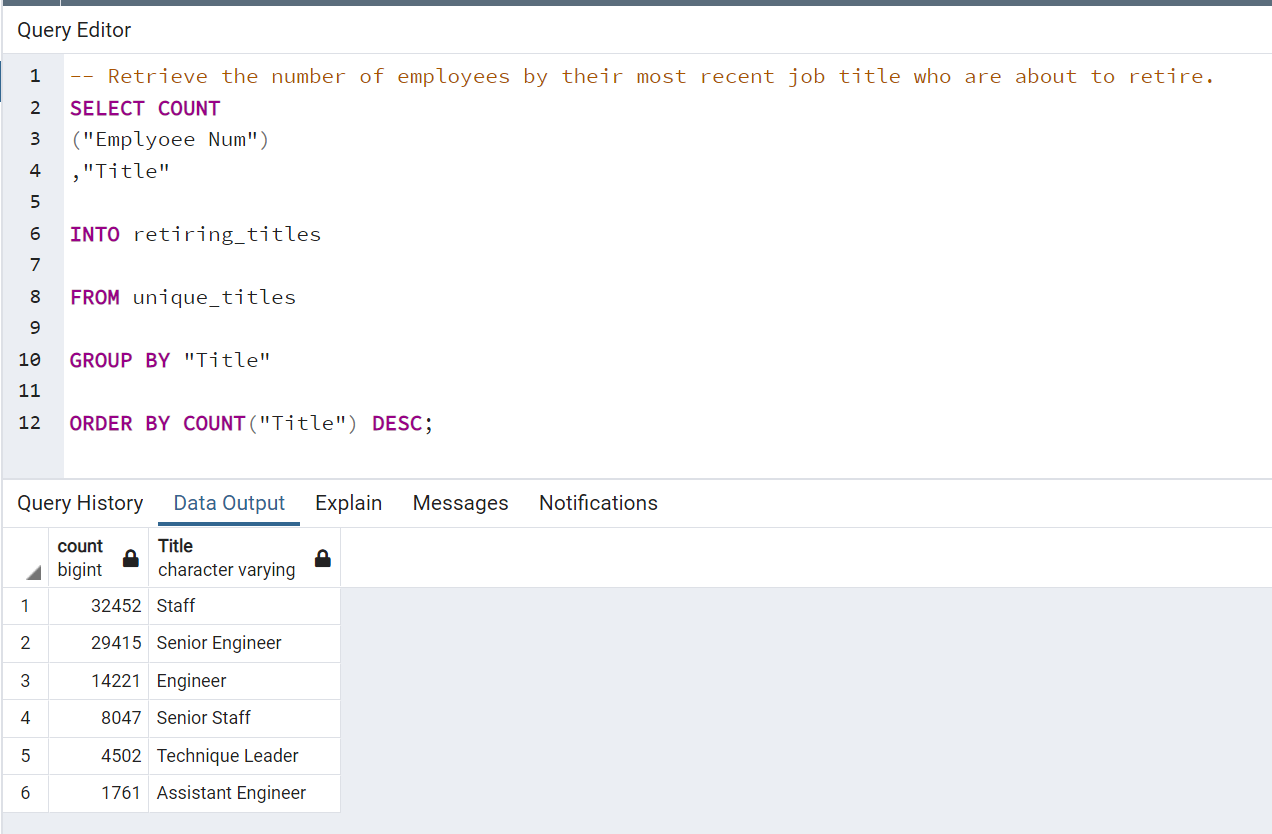 Query Editor
1 -- Retrieve the number of employees by their most recent job title who are about to retire.
2 SELECT COUNT
3 ("Emplyoee Num")
4 ,"Title"
5
6 INTO retiring_titles
7
8 FROM unique_titles
9
10 GROUP BY "Title"
11
12 ORDER BY COUNT("Title") DESC;
Query History Data Output Explain Messages Notifications
count Title
bigint character varying
1 32452 Staff
2 29415 Senior Engineer
3 14221 Engineer
4 8047 Senior Staff
5 4502 Technique Leader
6 1761 Assistant Engineer